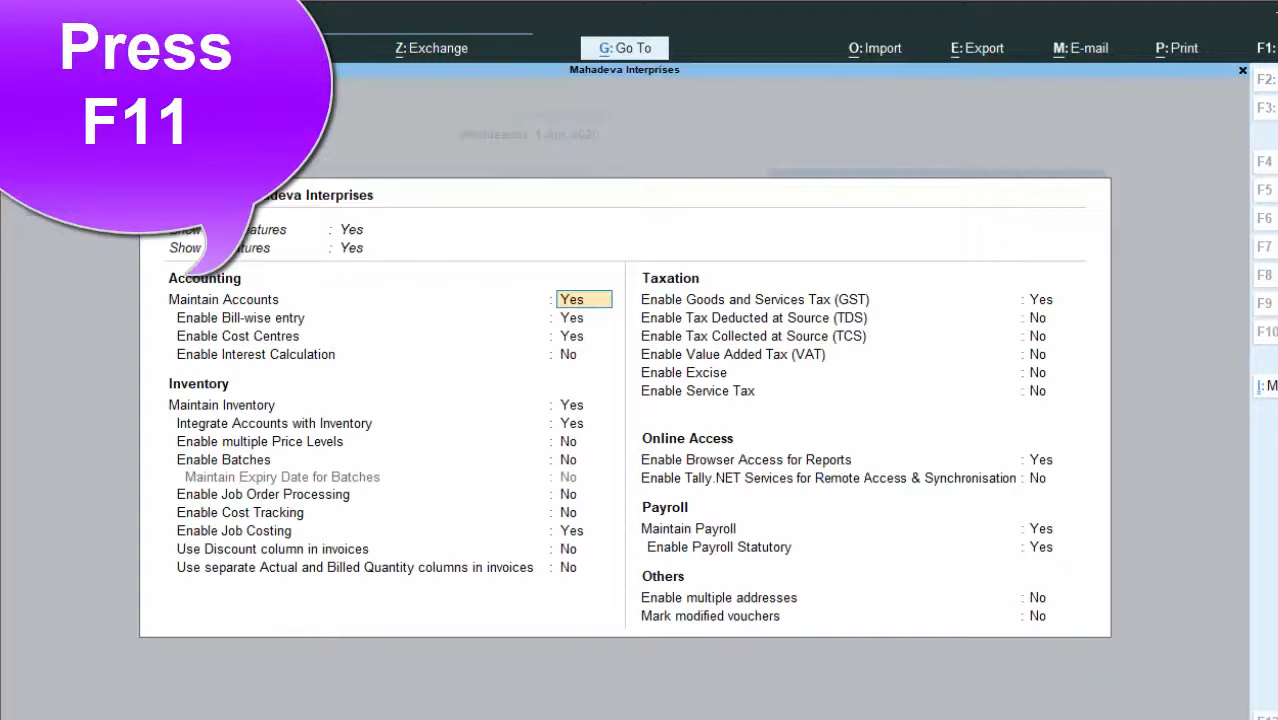 Press
F11
Z: Exchange
G: Go To
O: Import
E: Export
M: E-mail
P: Print
F1:
Mahadeva Interprises
F2:
F3:
F4
F5
F6
F7
F8
F9
F10
I: M
deva Interprises
Show atures : Yes
Show tures : Yes
Accounting
Maintain Accounts : Yes
Enable Bill-wise entry : Yes
Enable Cost Centres : Yes
Enable Interest Calculation : No
Inventory
Maintain Inventory : Yes
Integrate Accounts with Inventory : Yes
Enable multiple Price Levels : No
Enable Batches : No
Maintain Expiry Date for Batches : No
Enable Job Order Processing : No
Enable Cost Tracking : No
Enable Job Costing : Yes
Use Discount column in invoices : No
Use separate Actual and Billed Quantity columns in invoices : No
Taxation
Enable Goods and Services Tax (GST) : Yes
Enable Tax Deducted at Source (TDS) : No
Enable Tax Collected at Source (TCS) : No
Enable Value Added Tax (VAT) : No
Enable Excise : No
Enable Service Tax : No
Online Access
Enable Browser Access for Reports : Yes
Enable Tally.NET Services for Remote Access & Synchronisation : No
Payroll
Maintain Payroll : Yes
Enable Payroll Statutory : Yes
Others
Enable multiple addresses : No
Mark modified vouchers : No